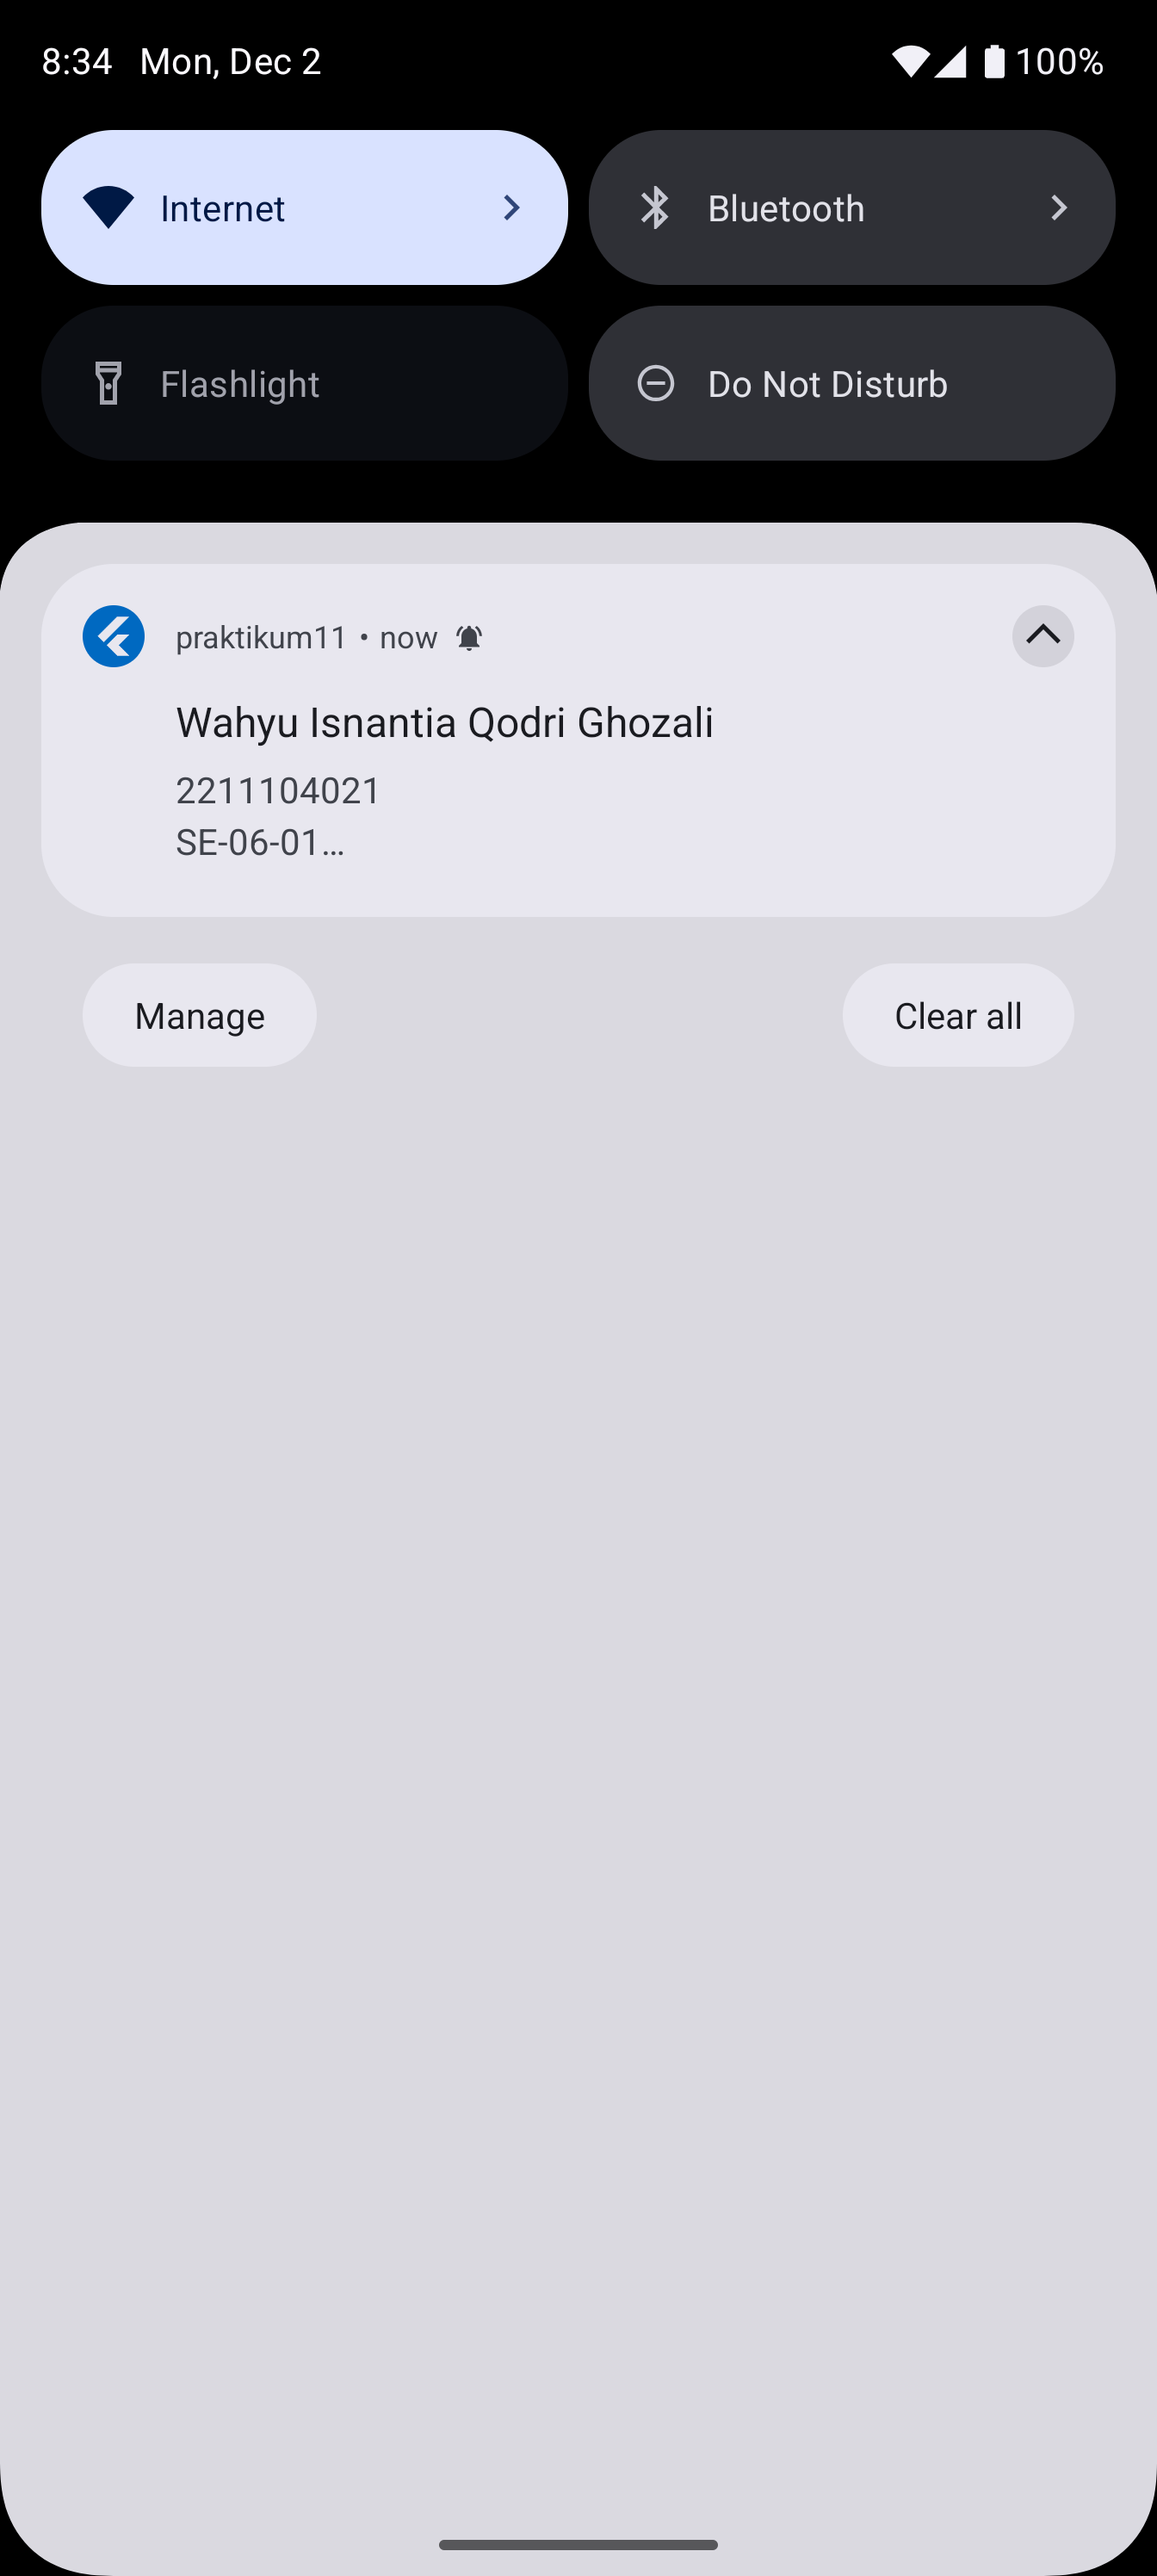 8:34 Mon, Dec 2 100%
Internet
Bluetooth
Flashlight
Do Not Disturb
praktikum11 • now
Wahyu Isnantia Qodri Ghozali
2211104021
SE-06-01…
Manage
Clear all